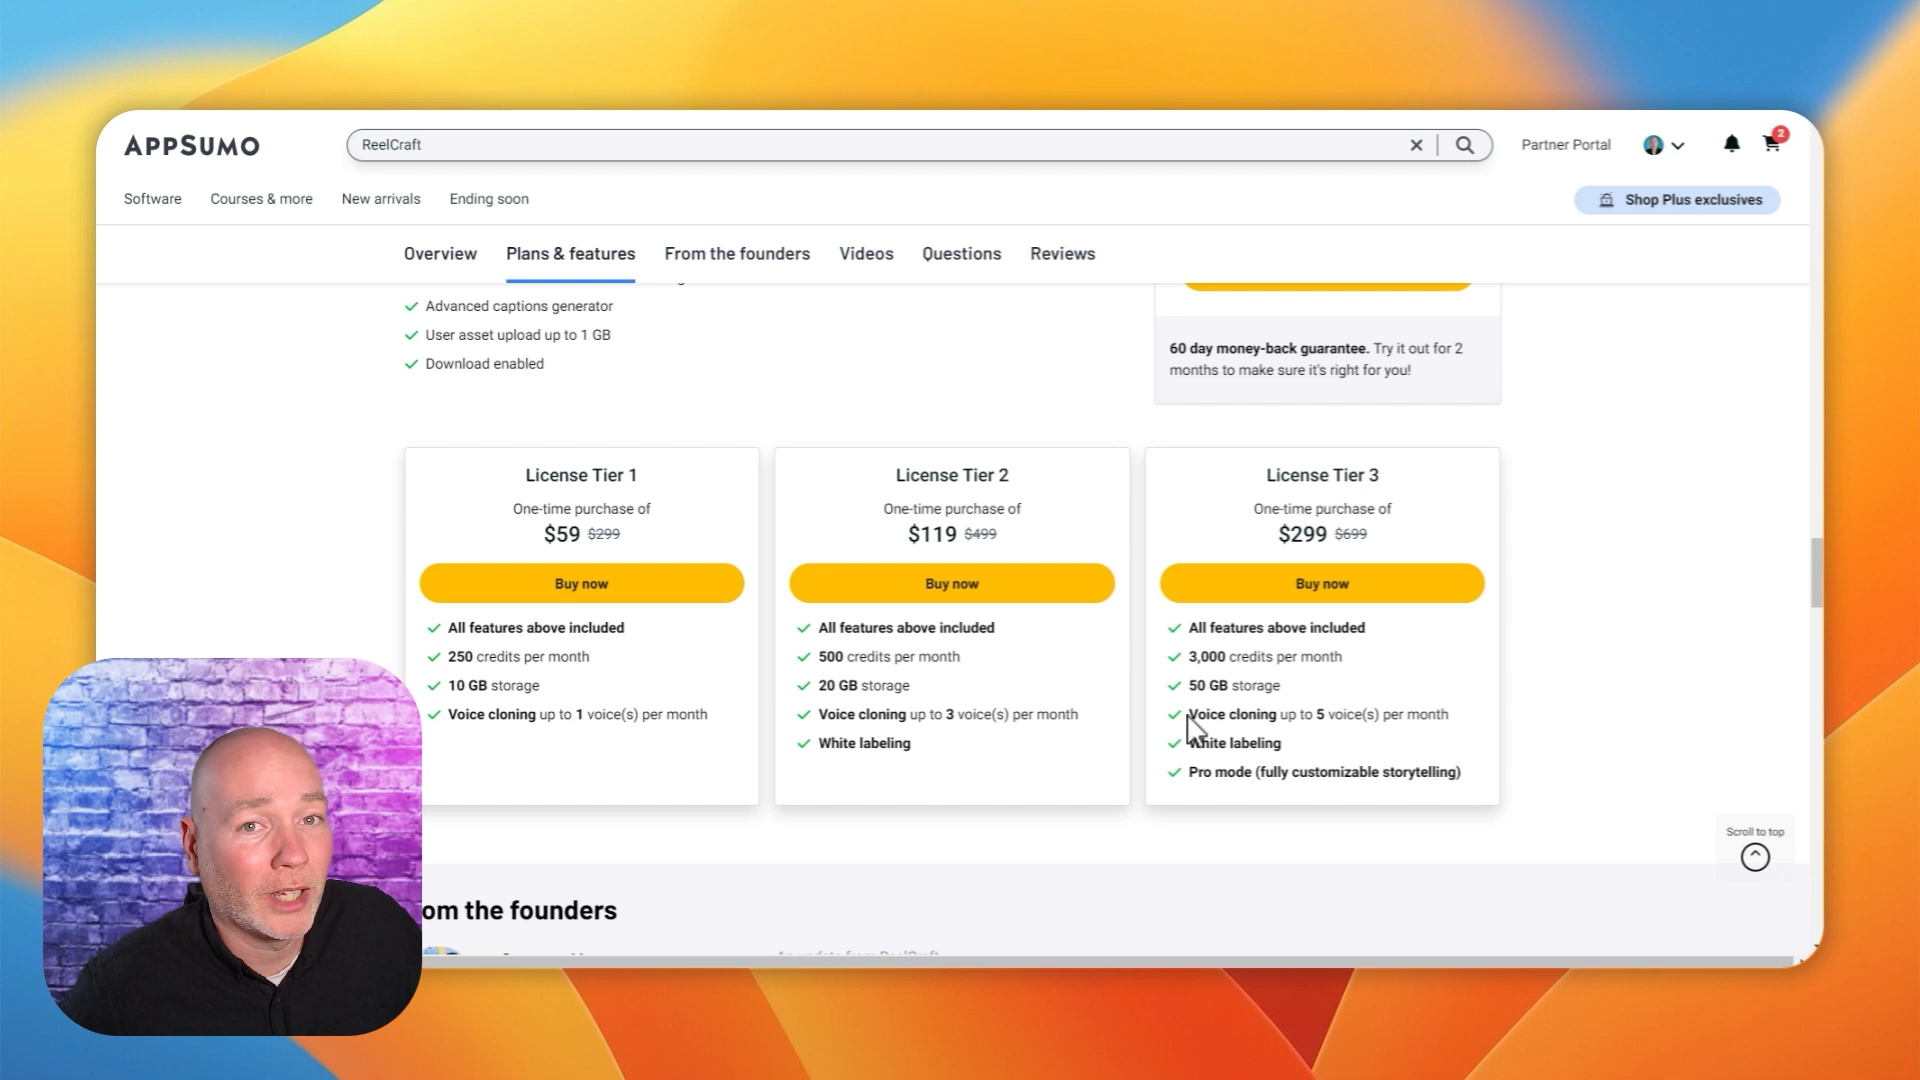 APPSUMO
ReelCraft
Partner Portal
2
Software
Courses & more
New arrivals
Ending soon
Shop Plus exclusives
Overview
Plans & features
From the founders
Videos
Questions
Reviews
Advanced captions generator
User asset upload up to 1 GB
Download enabled
60 day money-back guarantee. Try it out for 2
months to make sure it's right for you!
License Tier 1
One-time purchase of
$59 $299
Buy now
All features above included
250 credits per month
10 GB storage
Voice cloning up to 1 voice(s) per month
License Tier 2
One-time purchase of
$119 $499
Buy now
All features above included
500 credits per month
20 GB storage
Voice cloning up to 3 voice(s) per month
White labeling
License Tier 3
One-time purchase of
$299 $699
Buy now
All features above included
3,000 credits per month
50 GB storage
Voice cloning up to 5 voice(s) per month
White labeling
Pro mode (fully customizable storytelling)
Scroll to top
om the founders
An update from ReelCraft